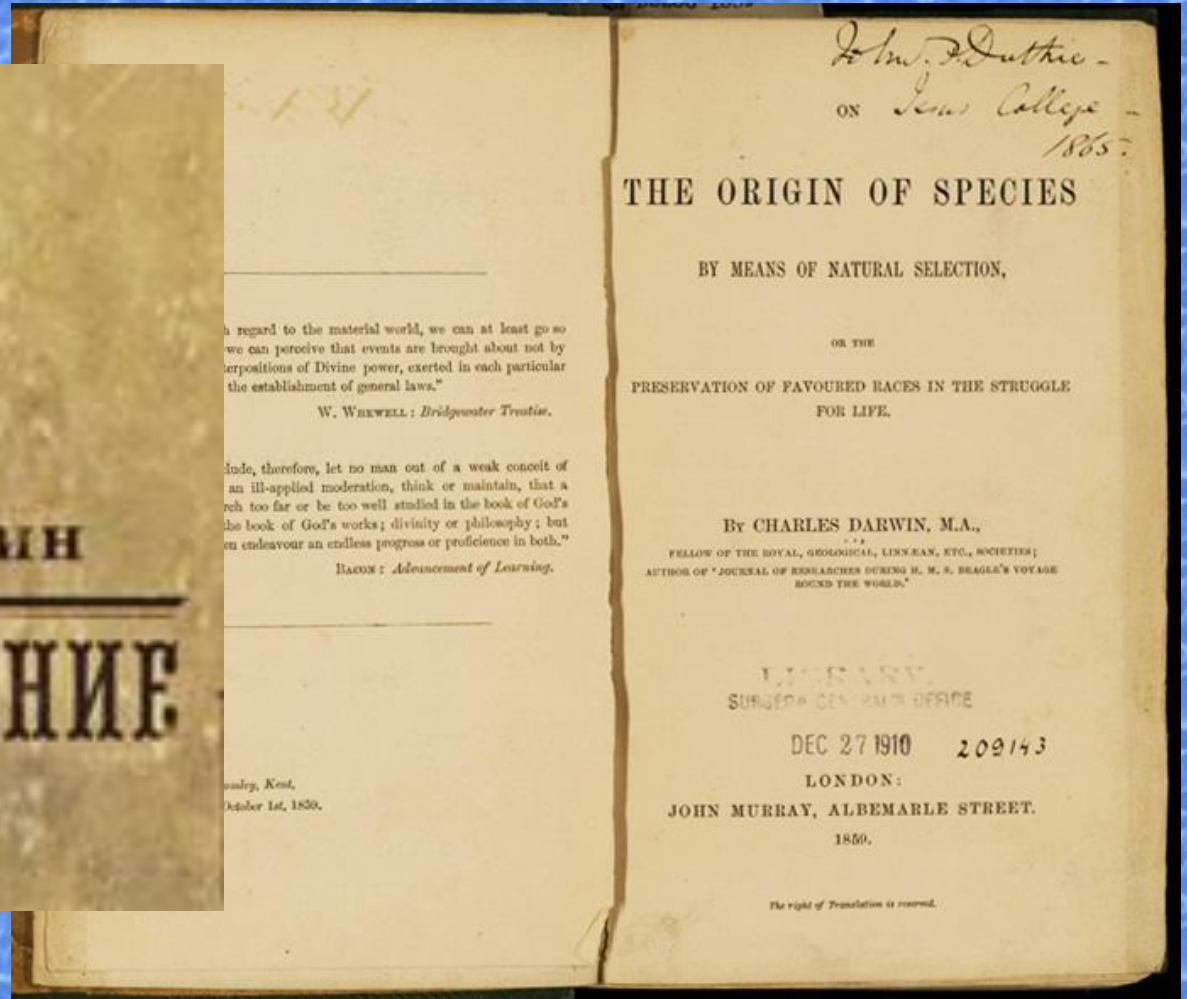 ИН
НИЕ
h regard to the material world, we can at least go so
we can perceive that events are brought about not by
terpositions of Divine power, exerted in each particular
the establishment of general laws."
W. WHEWELL: Bridgewater Treatise.
lude, therefore, let no man out of a weak conceit of
an ill-applied moderation, think or maintain, that a
rch too far or be too well studied in the book of God's
the book of God's works; divinity or philosophy; but
en endeavour an endless progress or proficience in both."
BACON: Advancement of Learning.
omley, Kent,
October 1st, 1859.
John. F. Duthie -
ON Jesus College -
1865.
THE ORIGIN OF SPECIES
BY MEANS OF NATURAL SELECTION,
OR THE
PRESERVATION OF FAVOURED RACES IN THE STRUGGLE
FOR LIFE.
BY CHARLES DARWIN, M.A.,
FELLOW OF THE ROYAL, GEOLOGICAL, LINNÆAN, ETC., SOCIETIES;
AUTHOR OF 'JOURNAL OF RESEARCHES DURING H. M. S. BEAGLE'S VOYAGE
ROUND THE WORLD.'
LIBRARY
SURGEON GENERAL'S OFFICE
DEC 27 1910 209143
LONDON:
JOHN MURRAY, ALBEMARLE STREET.
1859.
The right of Translation is reserved.